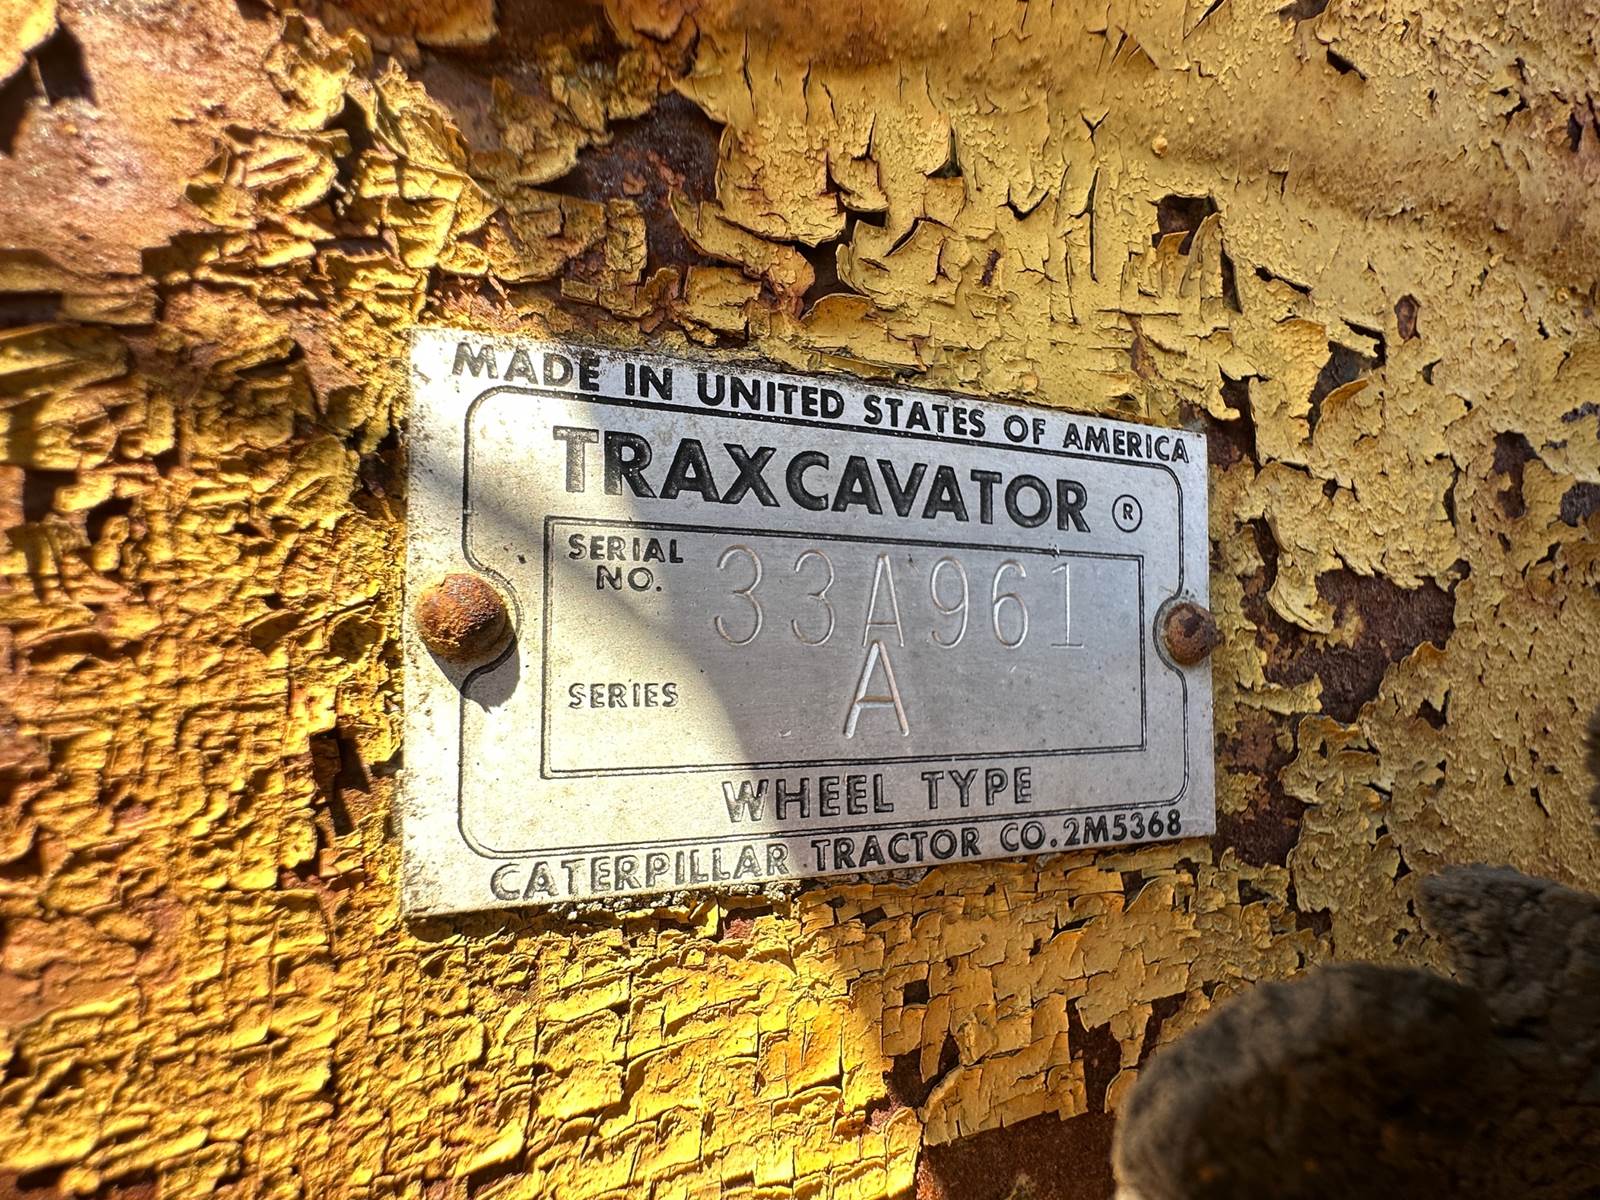 MADE IN UNITED STATES OF AMERICA
TRAXCAVATOR ®
SERIAL NO. 33A961
SERIES A
WHEEL TYPE
CATERPILLAR TRACTOR CO. 2M5368